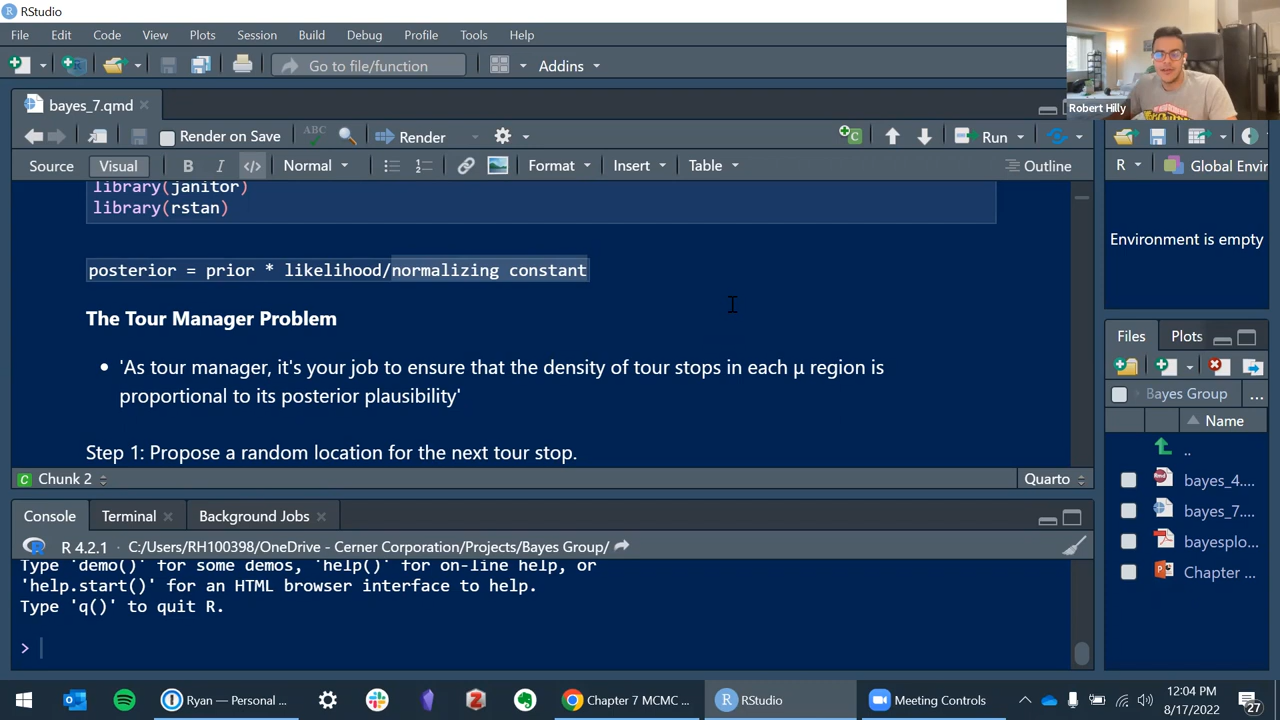 RStudio
File Edit Code View Plots Session Build Debug Profile Tools Help
Go to file/function
Addins
Robert Hilly
bayes_7.qmd
Render on Save
ABC
Render
Run
Source Visual B I </> Normal Format Insert Table Outline
R Global Envir
library(janitor)
library(rstan)
posterior = prior * likelihood/normalizing constant
The Tour Manager Problem
• 'As tour manager, it's your job to ensure that the density of tour stops in each μ region is
proportional to its posterior plausibility'
Step 1: Propose a random location for the next tour stop.
Chunk 2
Quarto
Environment is empty
Files Plots
Bayes Group ...
Name
..
bayes_4....
bayes_7....
bayesplo...
Chapter ...
Console Terminal Background Jobs
R 4.2.1 · C:/Users/RH100398/OneDrive - Cerner Corporation/Projects/Bayes Group/
Type 'demo()' for some demos, 'help()' for on-line help, or
'help.start()' for an HTML browser interface to help.
Type 'q()' to quit R.
>
Ryan — Personal ...
Chapter 7 MCMC ...
RStudio
Meeting Controls
12:04 PM
8/17/2022
27